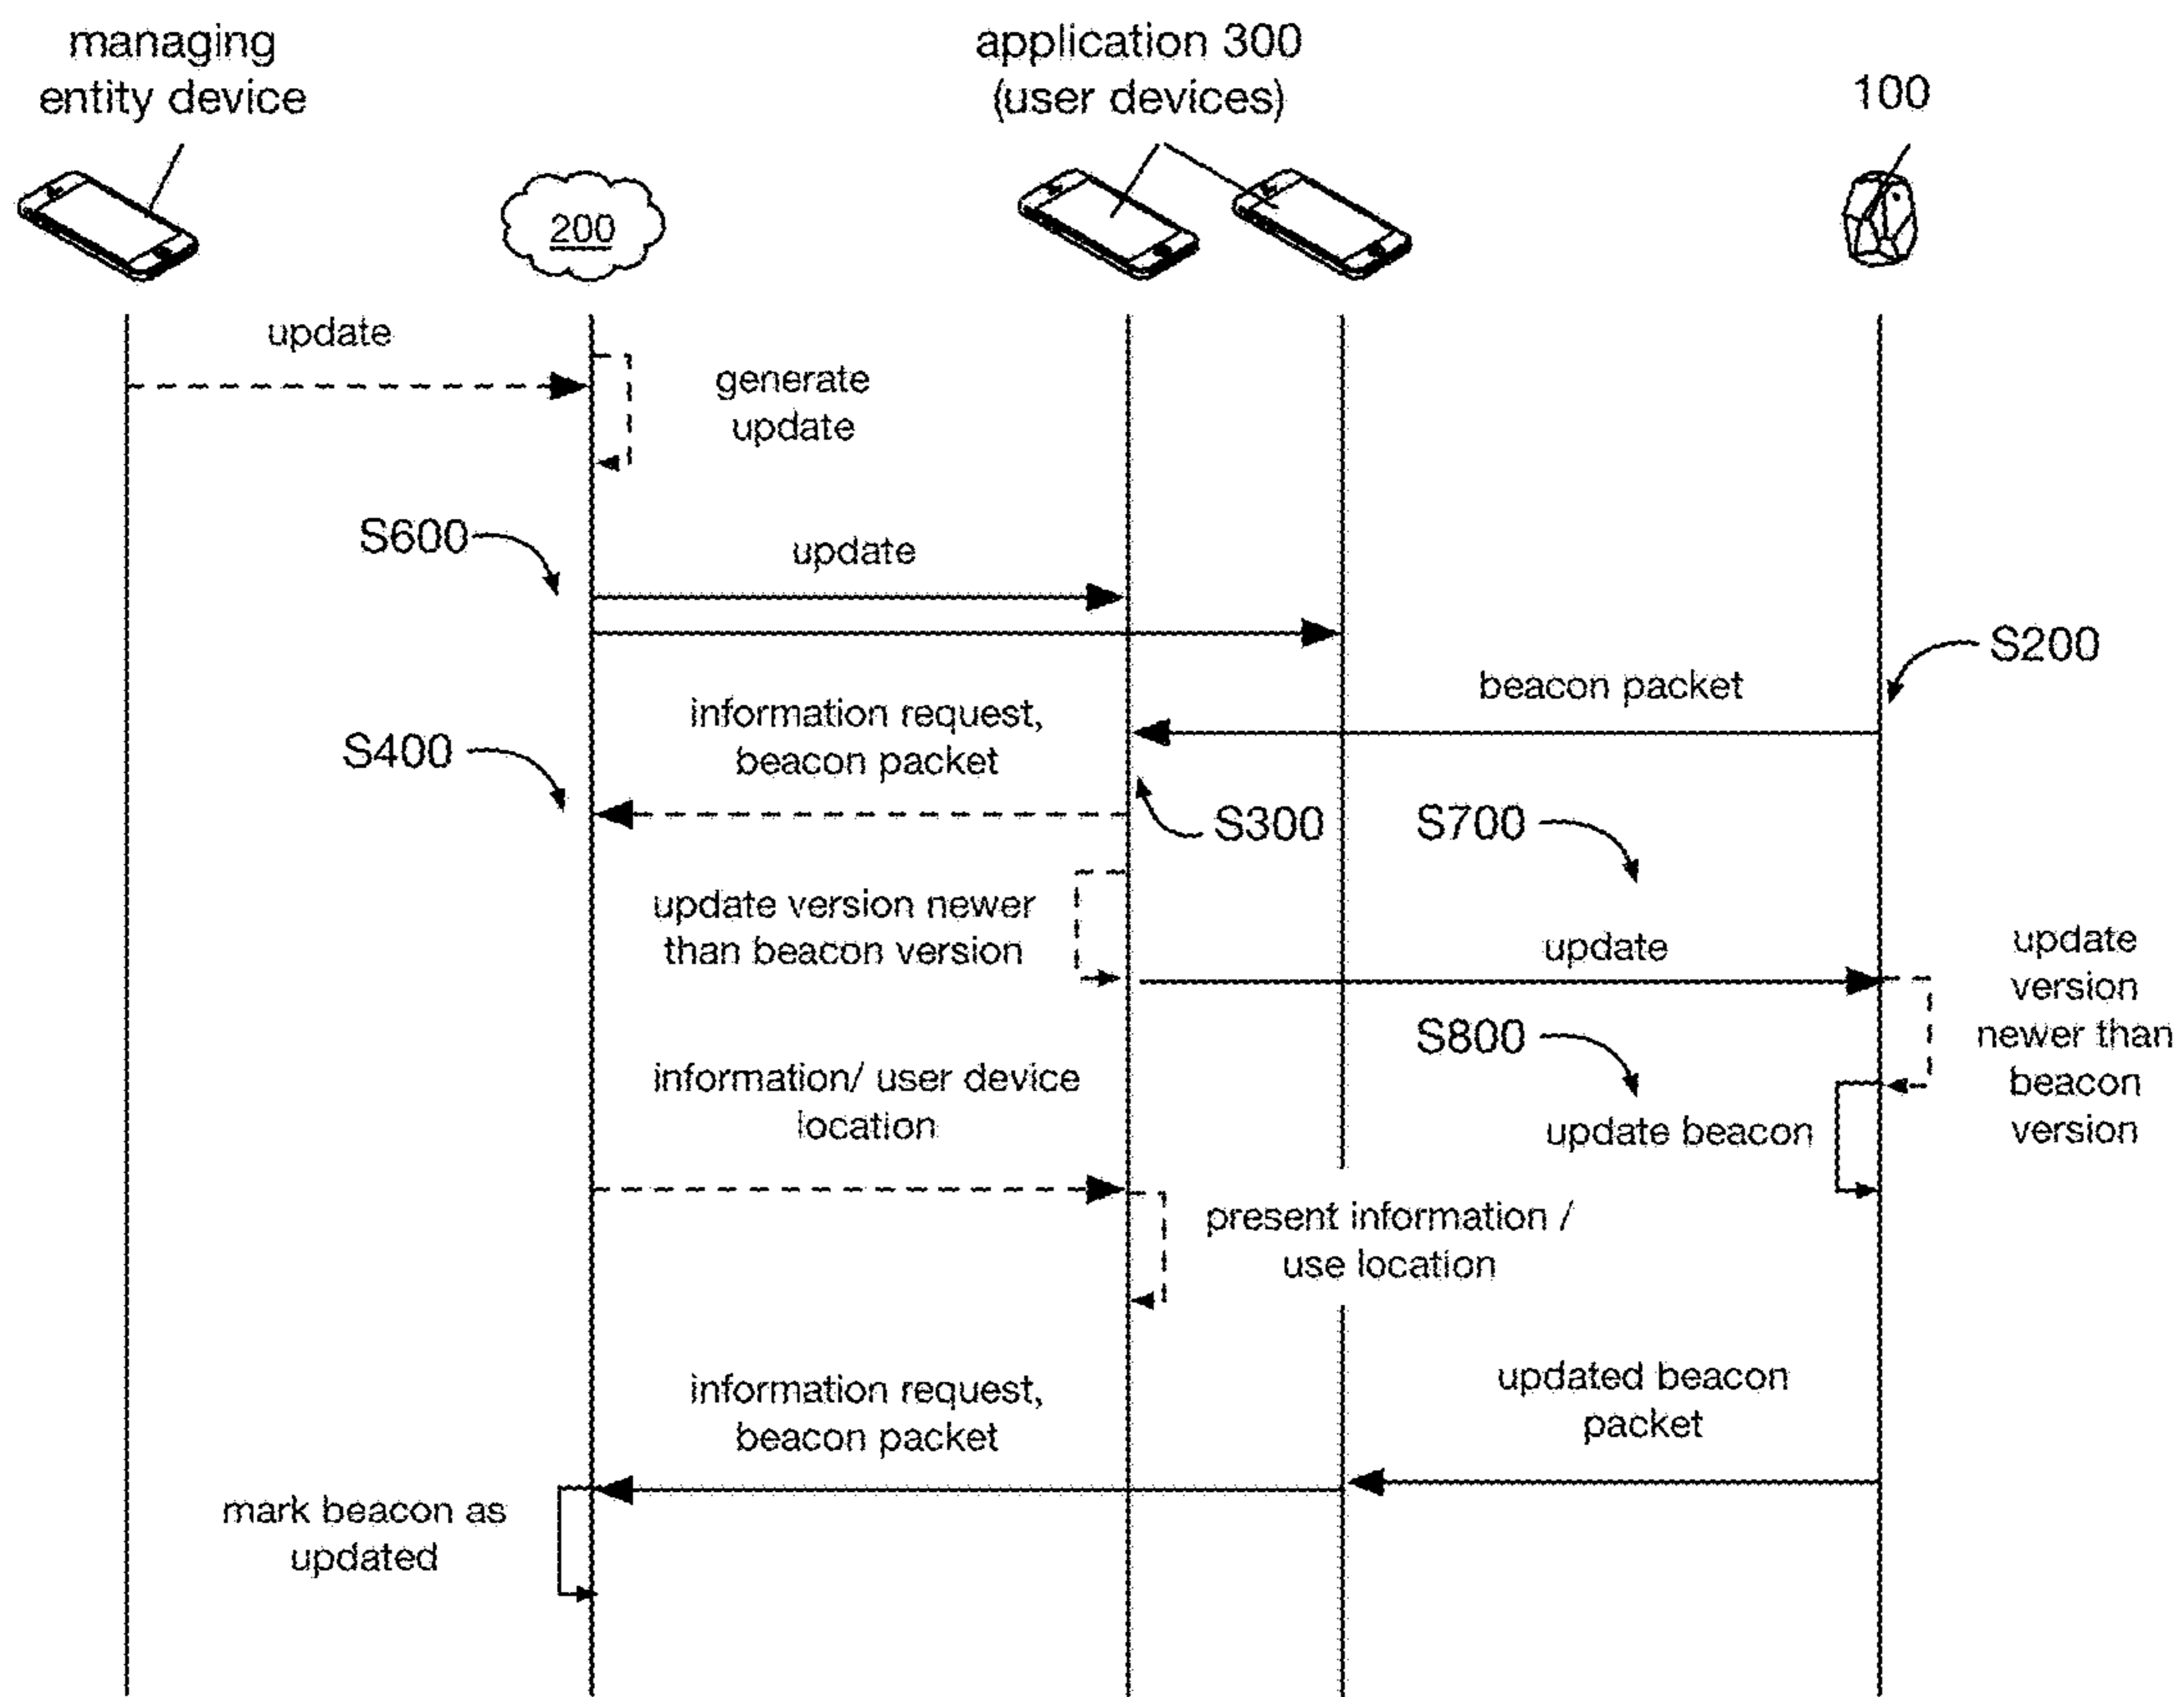 managing
entity device
application 300
(user devices)
100
200
update
generate
update
S600
update
S200
beacon packet
information request,
beacon packet
S400
S300
S700
update version newer
than beacon version
update
update
version
newer than
beacon
version
S800
information/ user device
location
update beacon
present information /
use location
information request,
beacon packet
updated beacon
packet
mark beacon as
updated